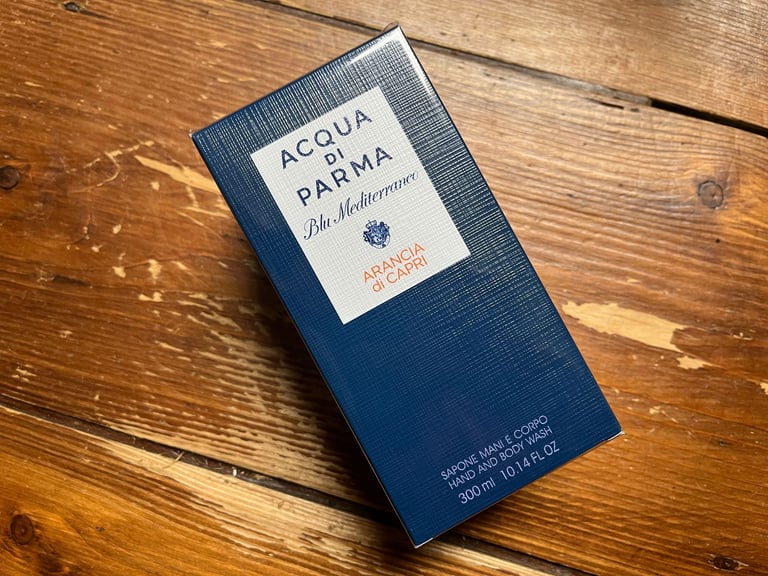 ACQUA
DI
PARMA
Blu Mediterraneo
ARANCIA
di CAPRI
SAPONE MANI E CORPO
HAND AND BODY WASH
300 ml 10.14 FL OZ